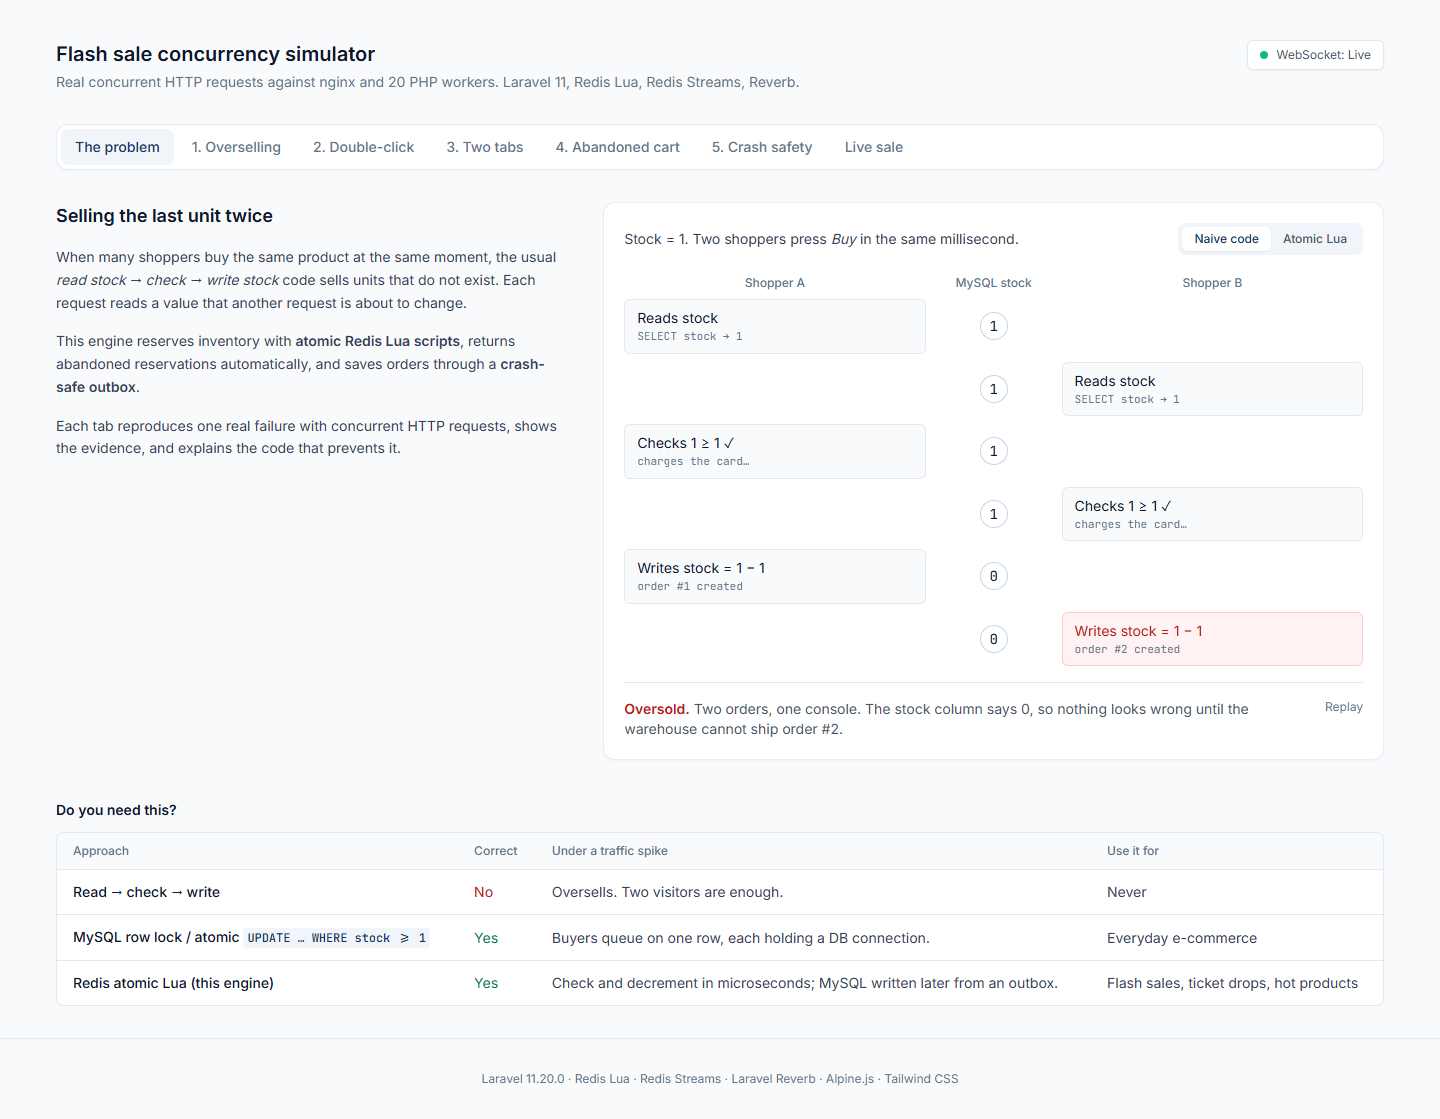 Flash sale concurrency simulator
WebSocket: Live
Real concurrent HTTP requests against nginx and 20 PHP workers. Laravel 11, Redis Lua, Redis Streams, Reverb.
The problem
1. Overselling
2. Double-click
3. Two tabs
4. Abandoned cart
5. Crash safety
Live sale
Selling the last unit twice
When many shoppers buy the same product at the same moment, the usual
read stock → check → write stock code sells units that do not exist. Each
request reads a value that another request is about to change.
This engine reserves inventory with atomic Redis Lua scripts, returns
abandoned reservations automatically, and saves orders through a crash-
safe outbox.
Each tab reproduces one real failure with concurrent HTTP requests, shows
the evidence, and explains the code that prevents it.
Stock = 1. Two shoppers press Buy in the same millisecond.
Naive code
Atomic Lua
Shopper A
MySQL stock
Shopper B
Reads stock
SELECT stock → 1
1
1
Reads stock
SELECT stock → 1
Checks 1 ≥ 1 ✓
charges the card…
1
1
Checks 1 ≥ 1 ✓
charges the card…
Writes stock = 1 − 1
order #1 created
0
0
Writes stock = 1 − 1
order #2 created
Oversold. Two orders, one console. The stock column says 0, so nothing looks wrong until the
warehouse cannot ship order #2.
Replay
Do you need this?
Approach
Correct
Under a traffic spike
Use it for
Read → check → write
No
Oversells. Two visitors are enough.
Never
MySQL row lock / atomic UPDATE … WHERE stock ≥ 1
Yes
Buyers queue on one row, each holding a DB connection.
Everyday e-commerce
Redis atomic Lua (this engine)
Yes
Check and decrement in microseconds; MySQL written later from an outbox.
Flash sales, ticket drops, hot products
Laravel 11.20.0 · Redis Lua · Redis Streams · Laravel Reverb · Alpine.js · Tailwind CSS